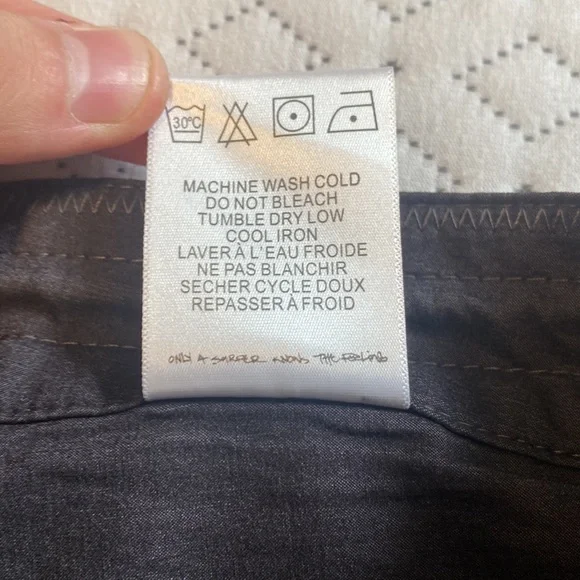 30°C
MACHINE WASH COLD
DO NOT BLEACH
TUMBLE DRY LOW
COOL IRON
LAVER À L'EAU FROIDE
NE PAS BLANCHIR
SECHER CYCLE DOUX
REPASSER À FROID
ONLY A SURFER KNOWS THE FEELING